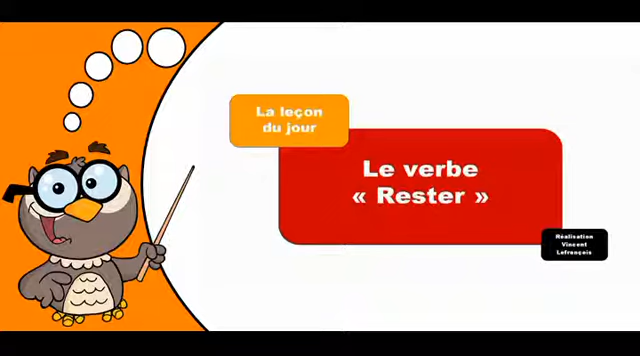 La leçon
du jour
Le verbe
« Rester »
Réalisation
Vincent
Lefrançois